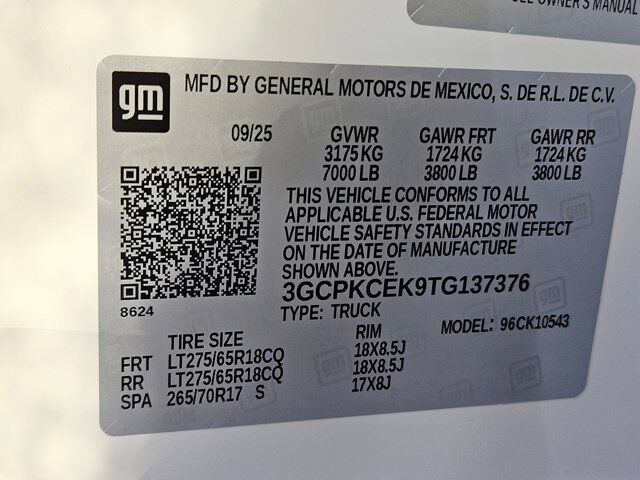 OWNER'S MANUAL
gm
MFD BY GENERAL MOTORS DE MEXICO, S. DE R.L. DE C.V.
09/25 GVWR GAWR FRT GAWR RR
3175 KG 1724 KG 1724 KG
7000 LB 3800 LB 3800 LB
THIS VEHICLE CONFORMS TO ALL
APPLICABLE U.S. FEDERAL MOTOR
VEHICLE SAFETY STANDARDS IN EFFECT
ON THE DATE OF MANUFACTURE
SHOWN ABOVE.
3GCPKCEK9TG137376
8624
TYPE: TRUCK
MODEL: 96CK10543
TIRE SIZE RIM
FRT LT275/65R18CQ 18X8.5J
RR LT275/65R18CQ 18X8.5J
SPA 265/70R17 S 17X8J